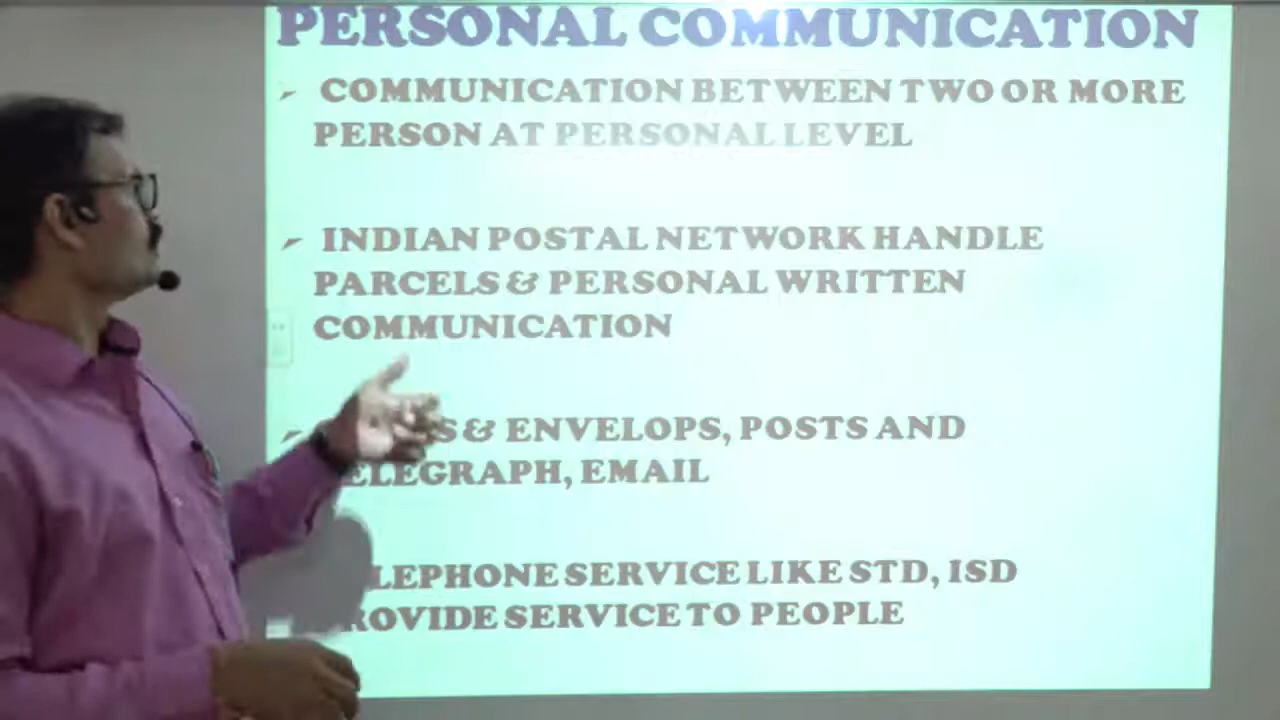 PERSONAL COMMUNICATION
COMMUNICATION BETWEEN TWO OR MORE
PERSON AT PERSONAL LEVEL
INDIAN POSTAL NETWORK HANDLE
PARCELS & PERSONAL WRITTEN
COMMUNICATION
& ENVELOPS, POSTS AND
ELEGRAPH, EMAIL
LEPHONE SERVICE LIKE STD, ISD
ROVIDE SERVICE TO PEOPLE